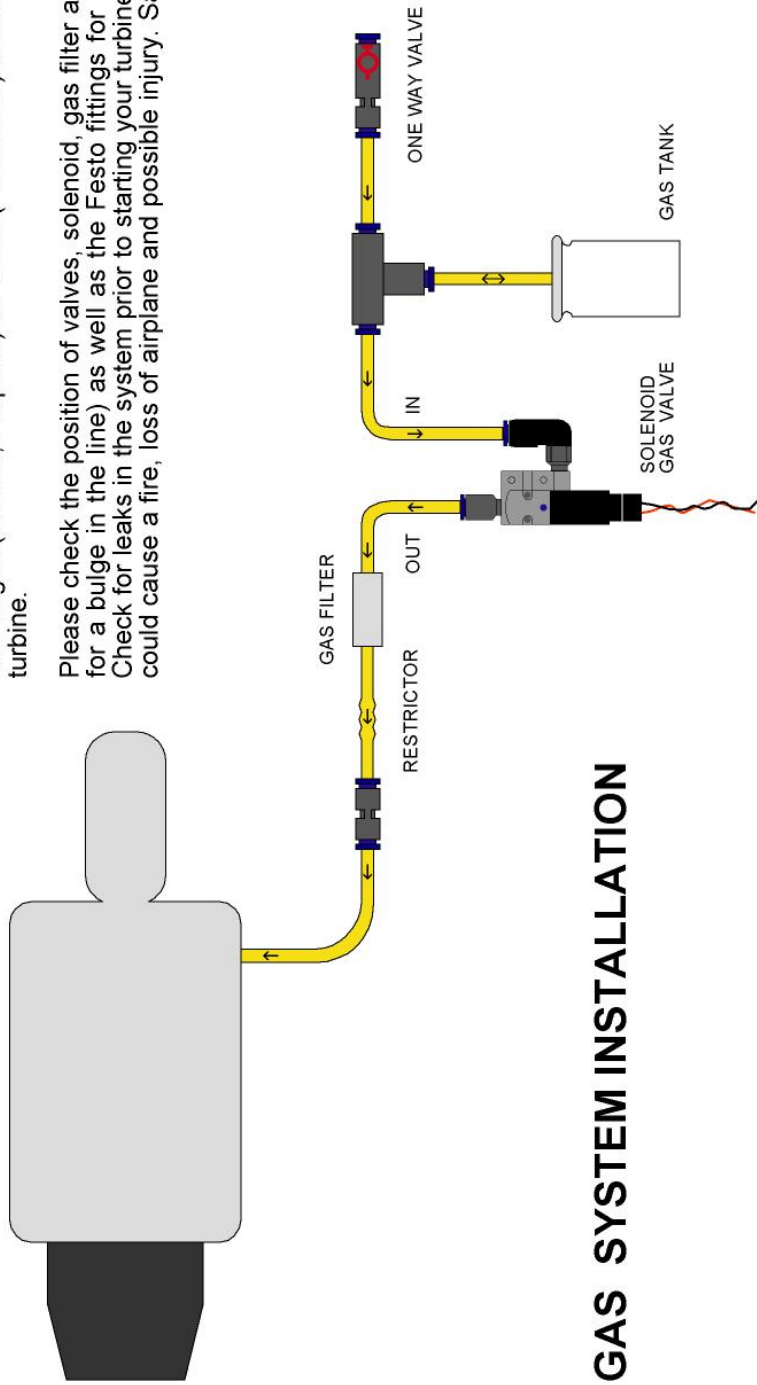 turbine.
Please check the position of valves, solenoid, gas filter
for a bulge in the line) as well as the Festo fittings for
Check for leaks in the system prior to starting your turbine
could cause a fire, loss of airplane and possible injury.
ONE WAY VALVE
GAS TANK
IN
SOLENOID
GAS VALVE
OUT
GAS FILTER
RESTRICTOR
GAS SYSTEM INSTALLATION